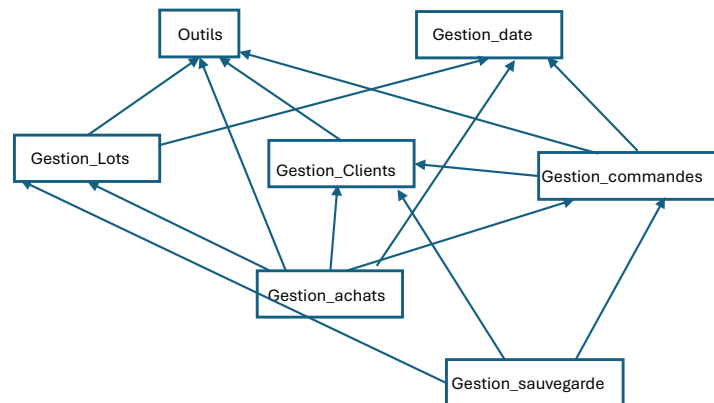 Outils
Gestion_date
Gestion_Lots
Gestion_Clients
Gestion_commandes
Gestion_achats
Gestion_sauvegarde